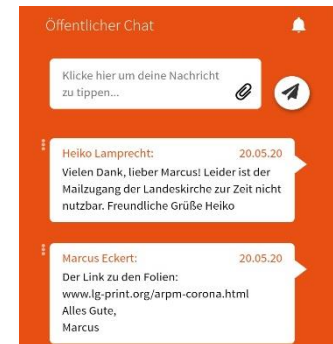 Öffentlicher Chat
Klicke hier um deine Nachricht
zu tippen...
Heiko Lamprecht: 20.05.20
Vielen Dank, lieber Marcus! Leider ist der
Mailzugang der Landeskirche zur Zeit nicht
nutzbar. Freundliche Grüße Heiko
Marcus Eckert: 20.05.20
Der Link zu den Folien:
www.lg-print.org/arpm-corona.html
Alles Gute,
Marcus